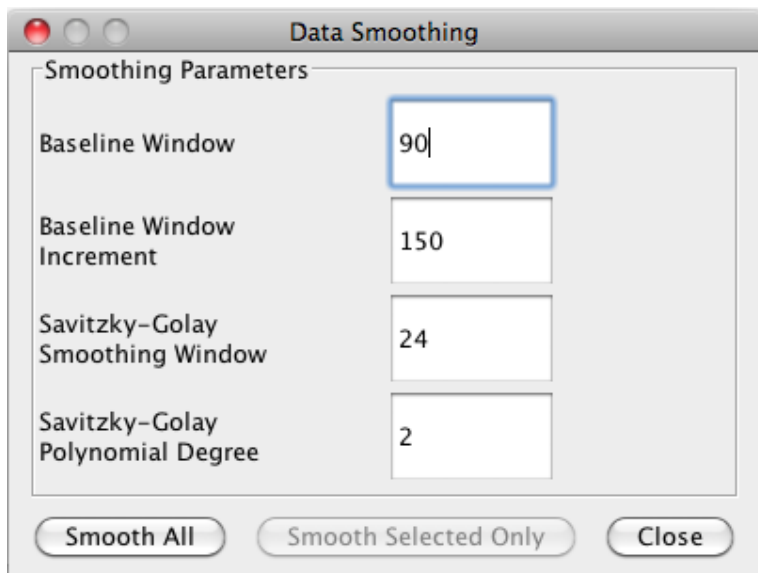 Data Smoothing
Smoothing Parameters
Baseline Window
90
Baseline Window
Increment
150
Savitzky-Golay
Smoothing Window
24
Savitzky-Golay
Polynomial Degree
2
Smooth All
Smooth Selected Only
Close